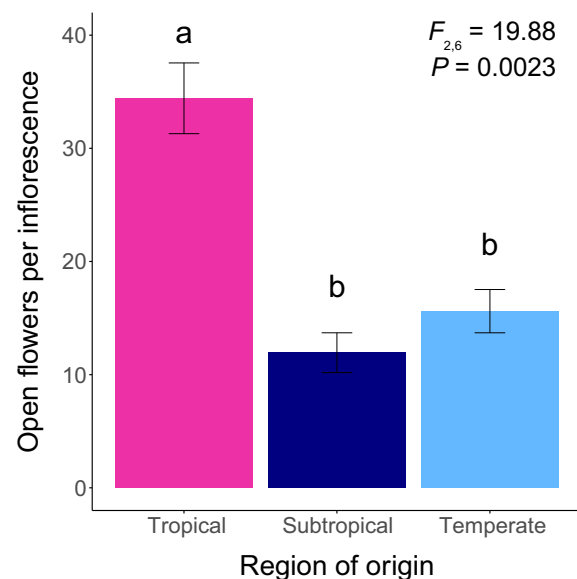 F2,6 = 19.88
P = 0.0023
a
b
b
Open flowers per inflorescence
40
30
20
10
0
Tropical Subtropical Temperate
Region of origin